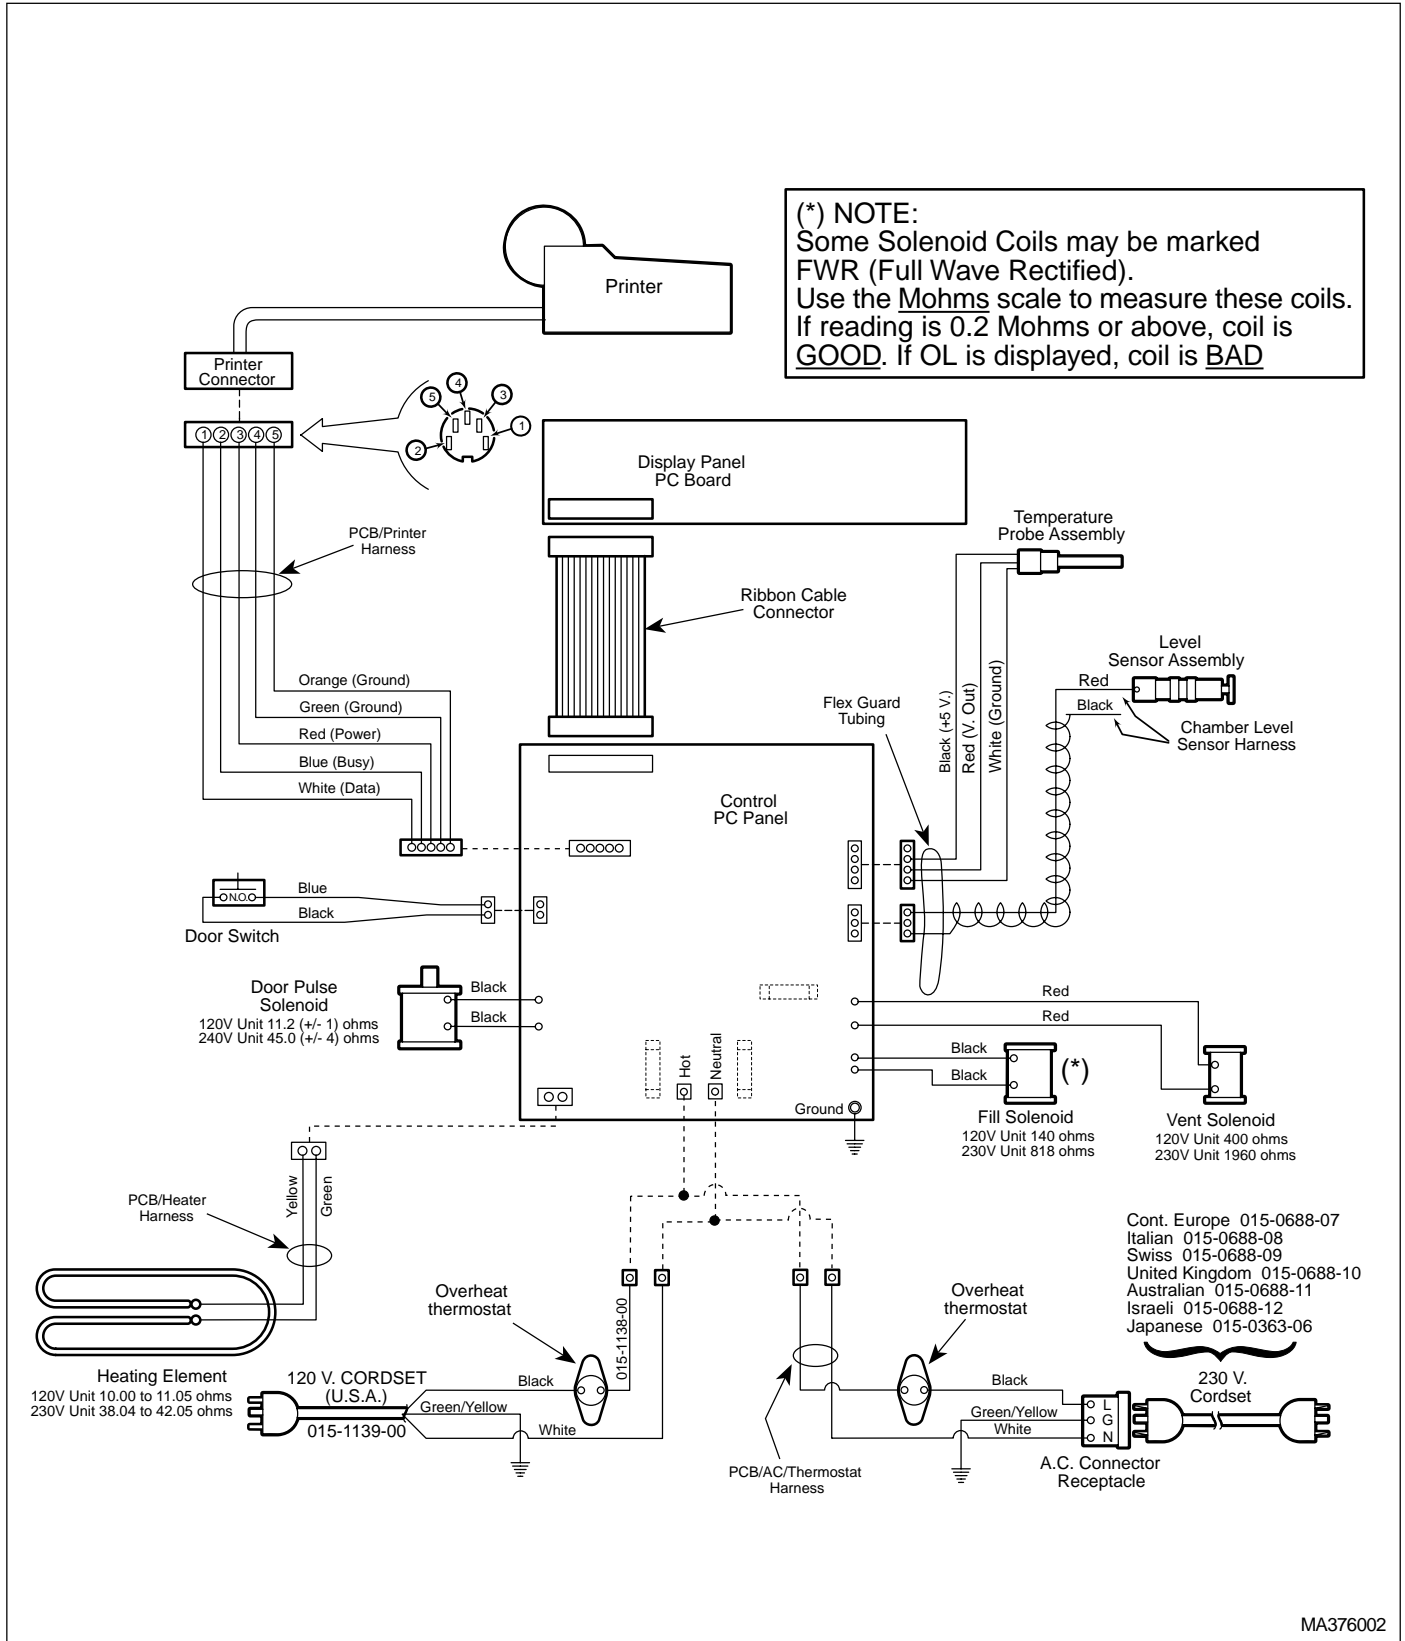 (*) NOTE:
Some Solenoid Coils may be marked
FWR (Full Wave Rectified).
Use the Mohms scale to measure these coils.
If reading is 0.2 Mohms or above, coil is
GOOD. If OL is displayed, coil is BAD
Printer
Printer
Connector
1 2 3 4 5
4
5
3
1
2
Display Panel
PC Board
PCB/Printer
Harness
Temperature
Probe Assembly
Ribbon Cable
Connector
Level
Sensor Assembly
Red
Black
Chamber Level
Sensor Harness
Flex Guard
Tubing
Black (+5 V.)
Red (V. Out)
White (Ground)
Orange (Ground)
Green (Ground)
Red (Power)
Blue (Busy)
White (Data)
Control
PC Panel
N.O.
Blue
Black
Door Switch
Door Pulse
Solenoid
120V Unit 11.2 (+/- 1) ohms
240V Unit 45.0 (+/- 4) ohms
Black
Black
Hot
Neutral
Ground
Red
Red
Black
Black
(*)
Fill Solenoid
120V Unit 140 ohms
230V Unit 818 ohms
Vent Solenoid
120V Unit 400 ohms
230V Unit 1960 ohms
Yellow
Green
PCB/Heater
Harness
Heating Element
120V Unit 10.00 to 11.05 ohms
230V Unit 38.04 to 42.05 ohms
Overheat
thermostat
015-1138-00
120 V. CORDSET
(U.S.A.)
015-1139-00
Black
Green/Yellow
White
Overheat
thermostat
PCB/AC/Thermostat
Harness
Black
Green/Yellow
White
L
G
N
A.C. Connector
Receptacle
Cont. Europe 015-0688-07
Italian 015-0688-08
Swiss 015-0688-09
United Kingdom 015-0688-10
Australian 015-0688-11
Israeli 015-0688-12
Japanese 015-0363-06
230 V.
Cordset
MA376002